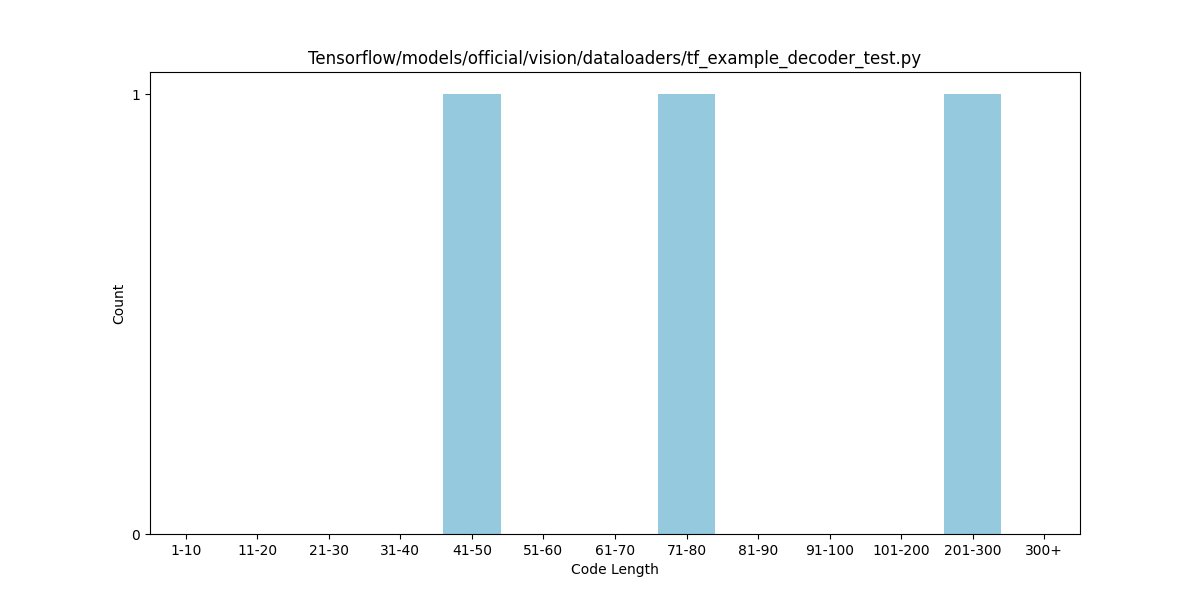 Tensorflow/models/official/vision/dataloaders/tf_example_decoder_test.py
1
Count
0
1-10 11-20 21-30 31-40 41-50 51-60 61-70 71-80 81-90 91-100 101-200 201-300 300+
Code Length